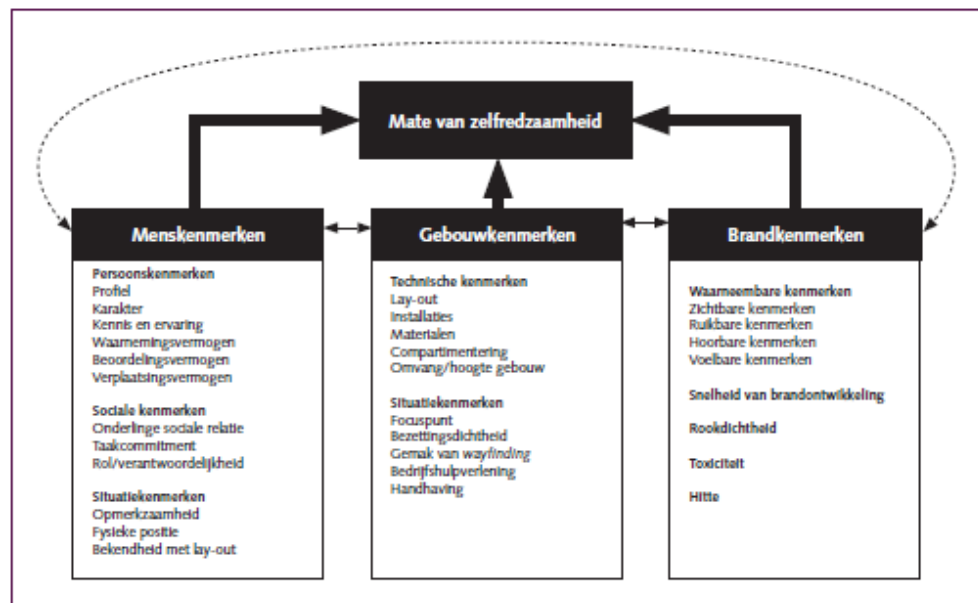 Mate van zelfredzaamheid
Menskenmerken
Persoonskenmerken
Profiel
Karakter
Kennis en ervaring
Waarnemingsvermogen
Beoordelingsvermogen
Verplaatsingsvermogen
Sociale kenmerken
Onderlinge sociale relatie
Taakcommitment
Rol/verantwoordelijkheid
Situatiekenmerken
Opmerkzaamheid
Fysieke positie
Bekendheid met lay-out
Gebouwkenmerken
Technische kenmerken
Lay-out
Installaties
Materialen
Compartimentering
Omvang/hoogte gebouw
Situatiekenmerken
Focuspunt
Bezettingsdichtheid
Gemak van wayfinding
Bedrijfshulpverlening
Handhaving
Brandkenmerken
Waarneembare kenmerken
Zichtbare kenmerken
Ruikbare kenmerken
Hoorbare kenmerken
Voelbare kenmerken
Snelheid van brandontwikkeling
Rookdichtheid
Toxiciteit
Hitte